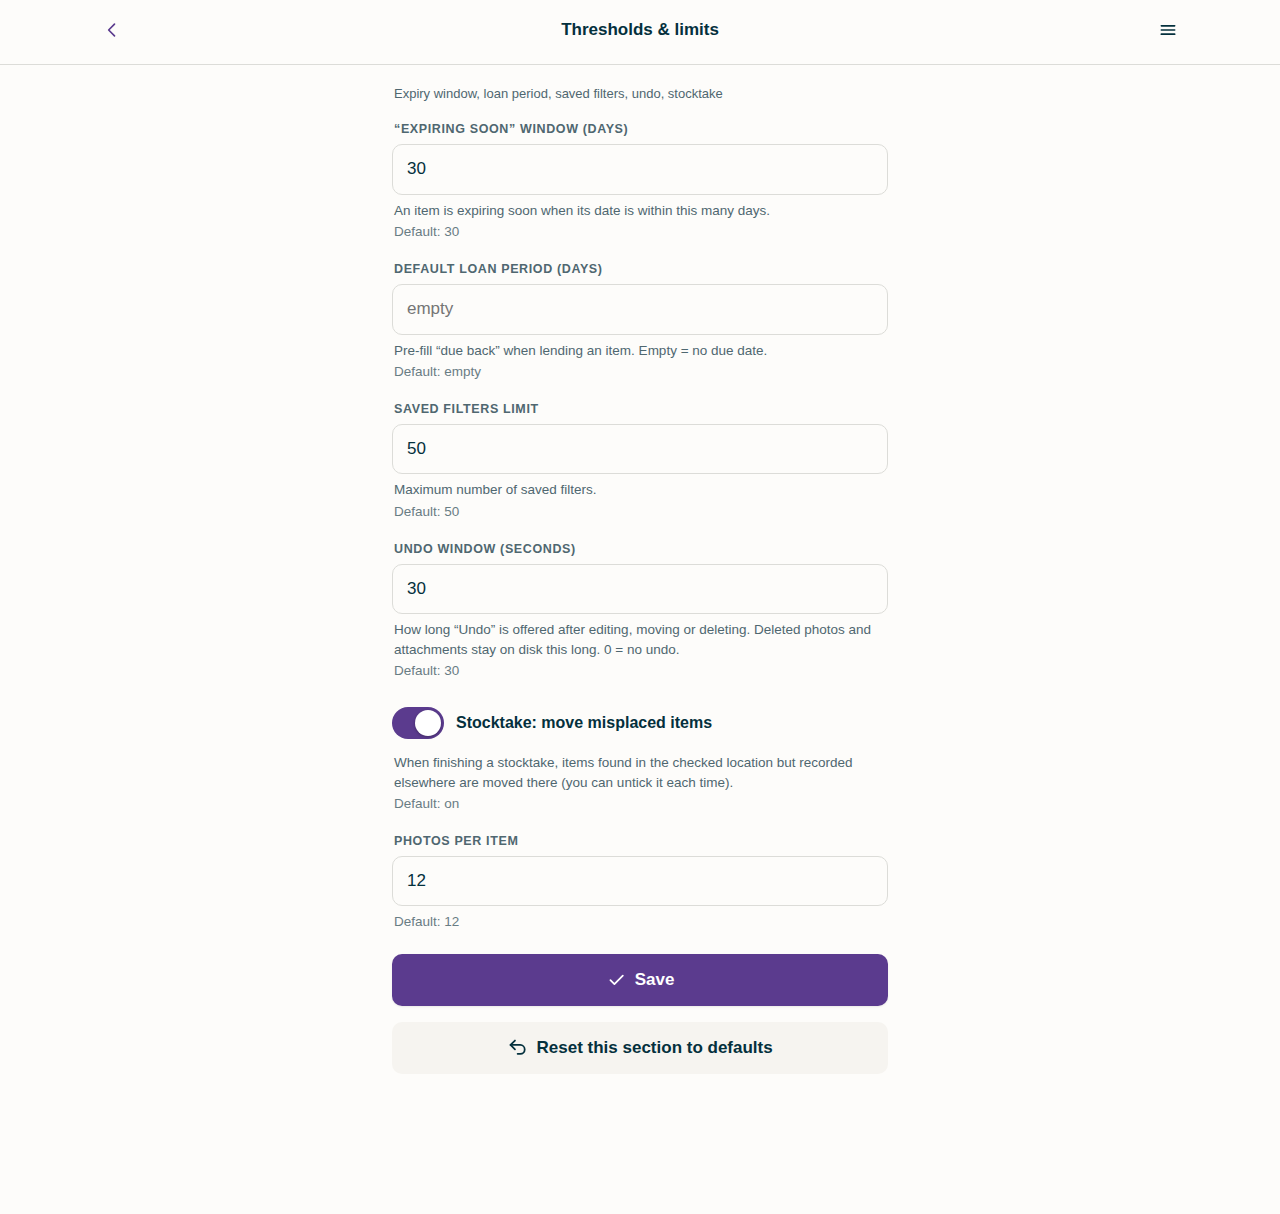 Thresholds & limits
Expiry window, loan period, saved filters, undo, stocktake
“EXPIRING SOON” WINDOW (DAYS)
30
An item is expiring soon when its date is within this many days.
Default: 30
DEFAULT LOAN PERIOD (DAYS)
empty
Pre-fill “due back” when lending an item. Empty = no due date.
Default: empty
SAVED FILTERS LIMIT
50
Maximum number of saved filters.
Default: 50
UNDO WINDOW (SECONDS)
30
How long “Undo” is offered after editing, moving or deleting. Deleted photos and
attachments stay on disk this long. 0 = no undo.
Default: 30
Stocktake: move misplaced items
When finishing a stocktake, items found in the checked location but recorded
elsewhere are moved there (you can untick it each time).
Default: on
PHOTOS PER ITEM
12
Default: 12
Save
Reset this section to defaults